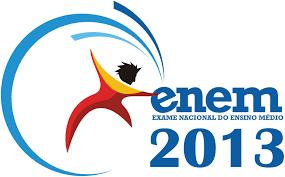 enem
EXAME NACIONAL DO ENSINO MÉDIO
2013